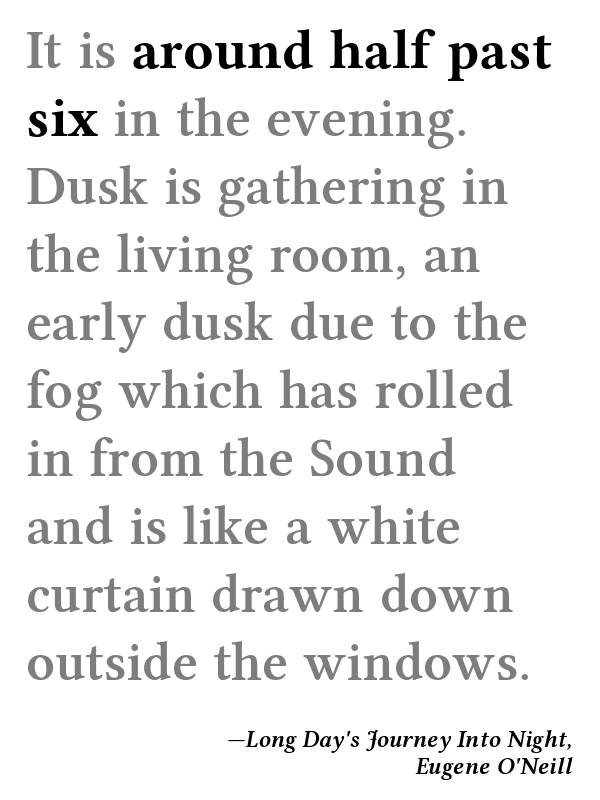 It is around half past
six in the evening.
Dusk is gathering in
the living room, an
early dusk due to the
fog which has rolled
in from the Sound
and is like a white
curtain drawn down
outside the windows.
—Long Day's Journey Into Night,
Eugene O'Neill